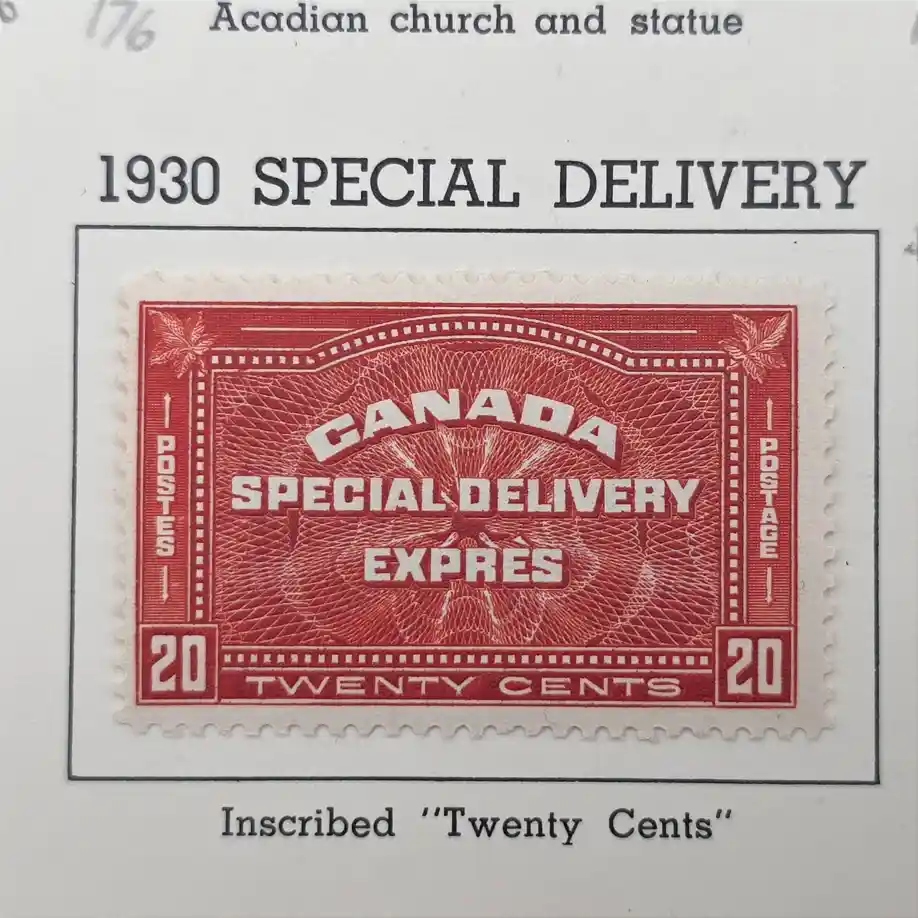 176 Acadian church and statue
1930 SPECIAL DELIVERY
CANADA
SPECIAL DELIVERY
EXPRES
POSTES
POSTAGE
20 TWENTY CENTS 20
Inscribed "Twenty Cents"